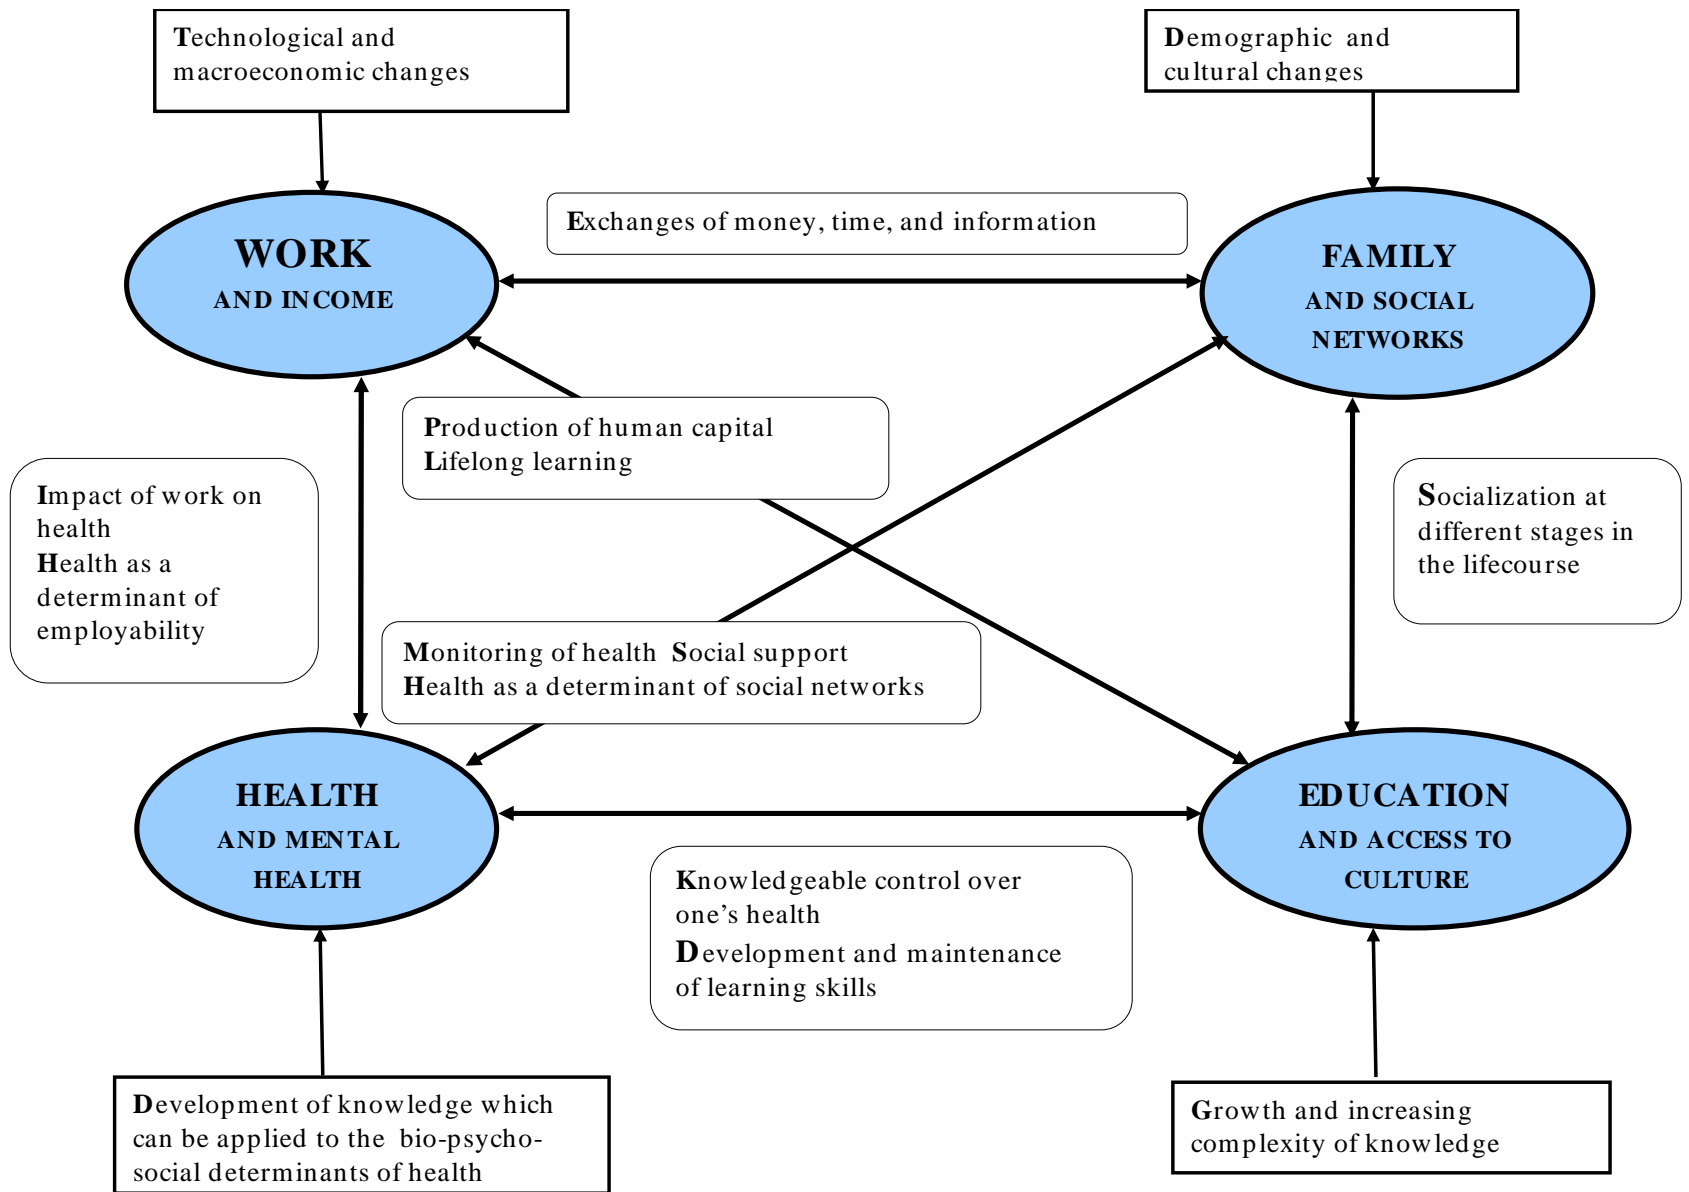 Technological and
macroeconomic changes
Demographic and
cultural changes
Exchanges of money, time, and information
WORK
AND INCOME
FAMILY
AND SOCIAL
NETWORKS
Production of human capital
Lifelong learning
Impact of work on
health
Health as a
determinant of
employability
Socialization at
different stages in
the lifecourse
Monitoring of health Social support
Health as a determinant of social networks
HEALTH
AND MENTAL
HEALTH
EDUCATION
AND ACCESS TO
CULTURE
Knowledgeable control over
one’s health
Development and maintenance
of learning skills
Development of knowledge which
can be applied to the bio-psycho-
social determinants of health
Growth and increasing
complexity of knowledge